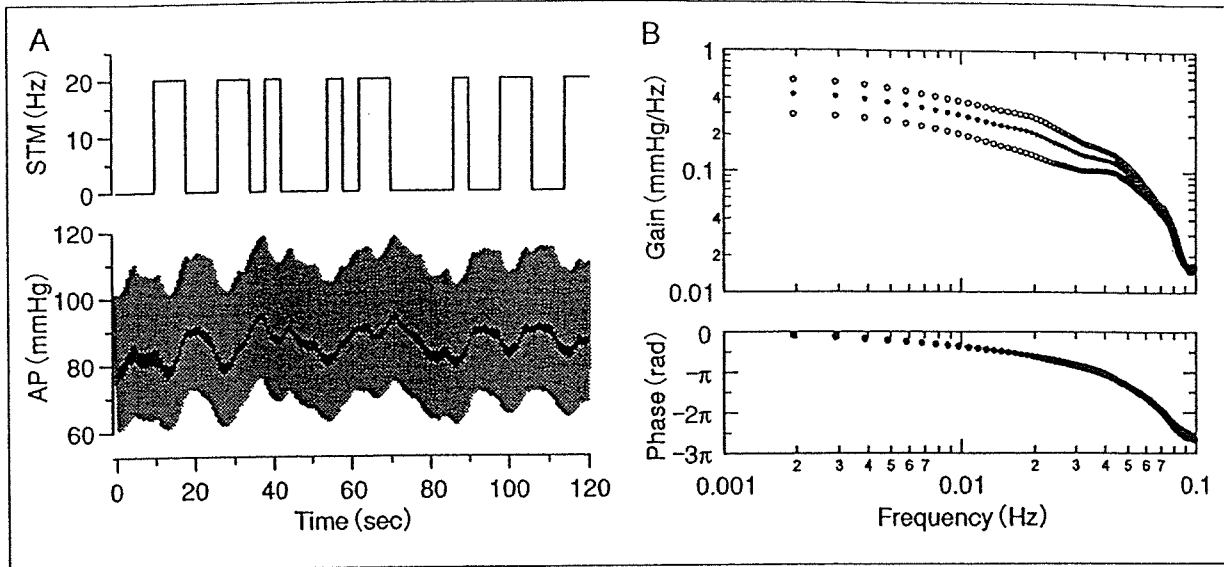 A
STM (Hz)
20
10
0
AP (mmHg)
120
100
80
60
0 20 40 60 80 100 120
Time (sec)
B
Gain (mmHg/Hz)
1
4
2
0.1
4
2
0.01
Phase (rad)
0
-π
-2π
-3π
2 3 4 5 6 7 2 3 4 5 6 7
0.001 0.01 0.1
Frequency (Hz)